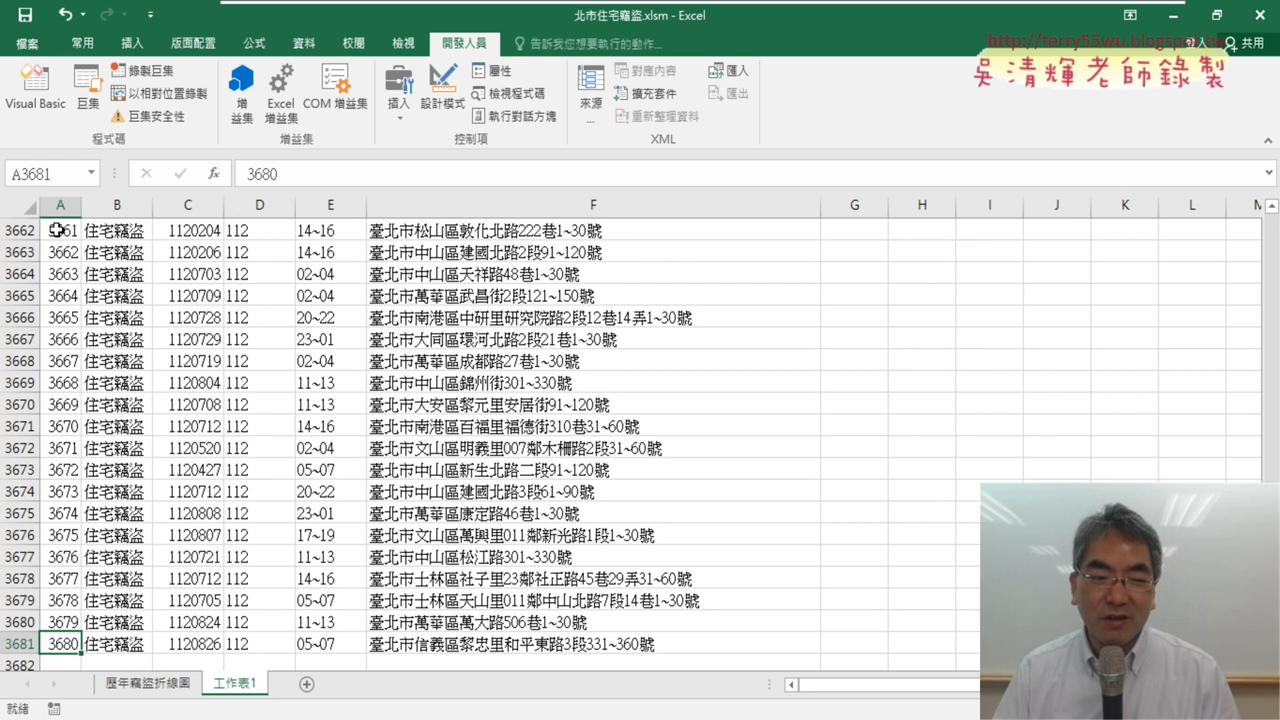 北市住宅竊盜.xlsm - Excel
檔案 常用 插入 版面配置 公式 資料 校閱 檢視 開發人員 告訴我您想要執行的動作... 登入 共用
http://terry55wu.blogspot.tw
吳清輝老師錄製
Visual Basic 巨集 錄製巨集 以相對位置錄製 巨集安全性 程式碼
增益集 Excel 增益集 COM 增益集 增益集
插入 設計模式 屬性 檢視程式碼 執行對話方塊 控制項
來源... 對應內容 擴充套件 重新整理資料 匯入 匯出 XML
A3681 fx 3680
A B C D E F G H I J K L M
3662 3661 住宅竊盜 1120204 112 14~16 臺北市松山區敦化北路222巷1~30號
3663 3662 住宅竊盜 1120206 112 14~16 臺北市中山區建國北路2段91~120號
3664 3663 住宅竊盜 1120703 112 02~04 臺北市中山區天祥路48巷1~30號
3665 3664 住宅竊盜 1120709 112 02~04 臺北市萬華區武昌街2段121~150號
3666 3665 住宅竊盜 1120728 112 20~22 臺北市南港區中研里研究院路2段12巷14弄1~30號
3667 3666 住宅竊盜 1120729 112 23~01 臺北市大同區環河北路2段21巷1~30號
3668 3667 住宅竊盜 1120719 112 02~04 臺北市萬華區成都路27巷1~30號
3669 3668 住宅竊盜 1120804 112 11~13 臺北市中山區錦州街301~330號
3670 3669 住宅竊盜 1120708 112 11~13 臺北市大安區黎元里安居街91~120號
3671 3670 住宅竊盜 1120712 112 14~16 臺北市南港區百福里福德街310巷31~60號
3672 3671 住宅竊盜 1120520 112 02~04 臺北市文山區明義里007鄰木柵路2段31~60號
3673 3672 住宅竊盜 1120427 112 05~07 臺北市中山區新生北路二段91~120號
3674 3673 住宅竊盜 1120712 112 20~22 臺北市中山區建國北路3段61~90號
3675 3674 住宅竊盜 1120808 112 23~01 臺北市萬華區康定路46巷1~30號
3676 3675 住宅竊盜 1120807 112 17~19 臺北市文山區萬興里011鄰新光路1段1~30號
3677 3676 住宅竊盜 1120721 112 11~13 臺北市中山區松江路301~330號
3678 3677 住宅竊盜 1120712 112 14~16 臺北市士林區社子里23鄰社正路45巷29弄31~60號
3679 3678 住宅竊盜 1120705 112 05~07 臺北市士林區天山里011鄰中山北路7段14巷1~30號
3680 3679 住宅竊盜 1120824 112 11~13 臺北市萬華區萬大路506巷1~30號
3681 3680 住宅竊盜 1120826 112 05~07 臺北市信義區黎忠里和平東路3段331~360號
3682
歷年竊盜折線圖 工作表1
就緒